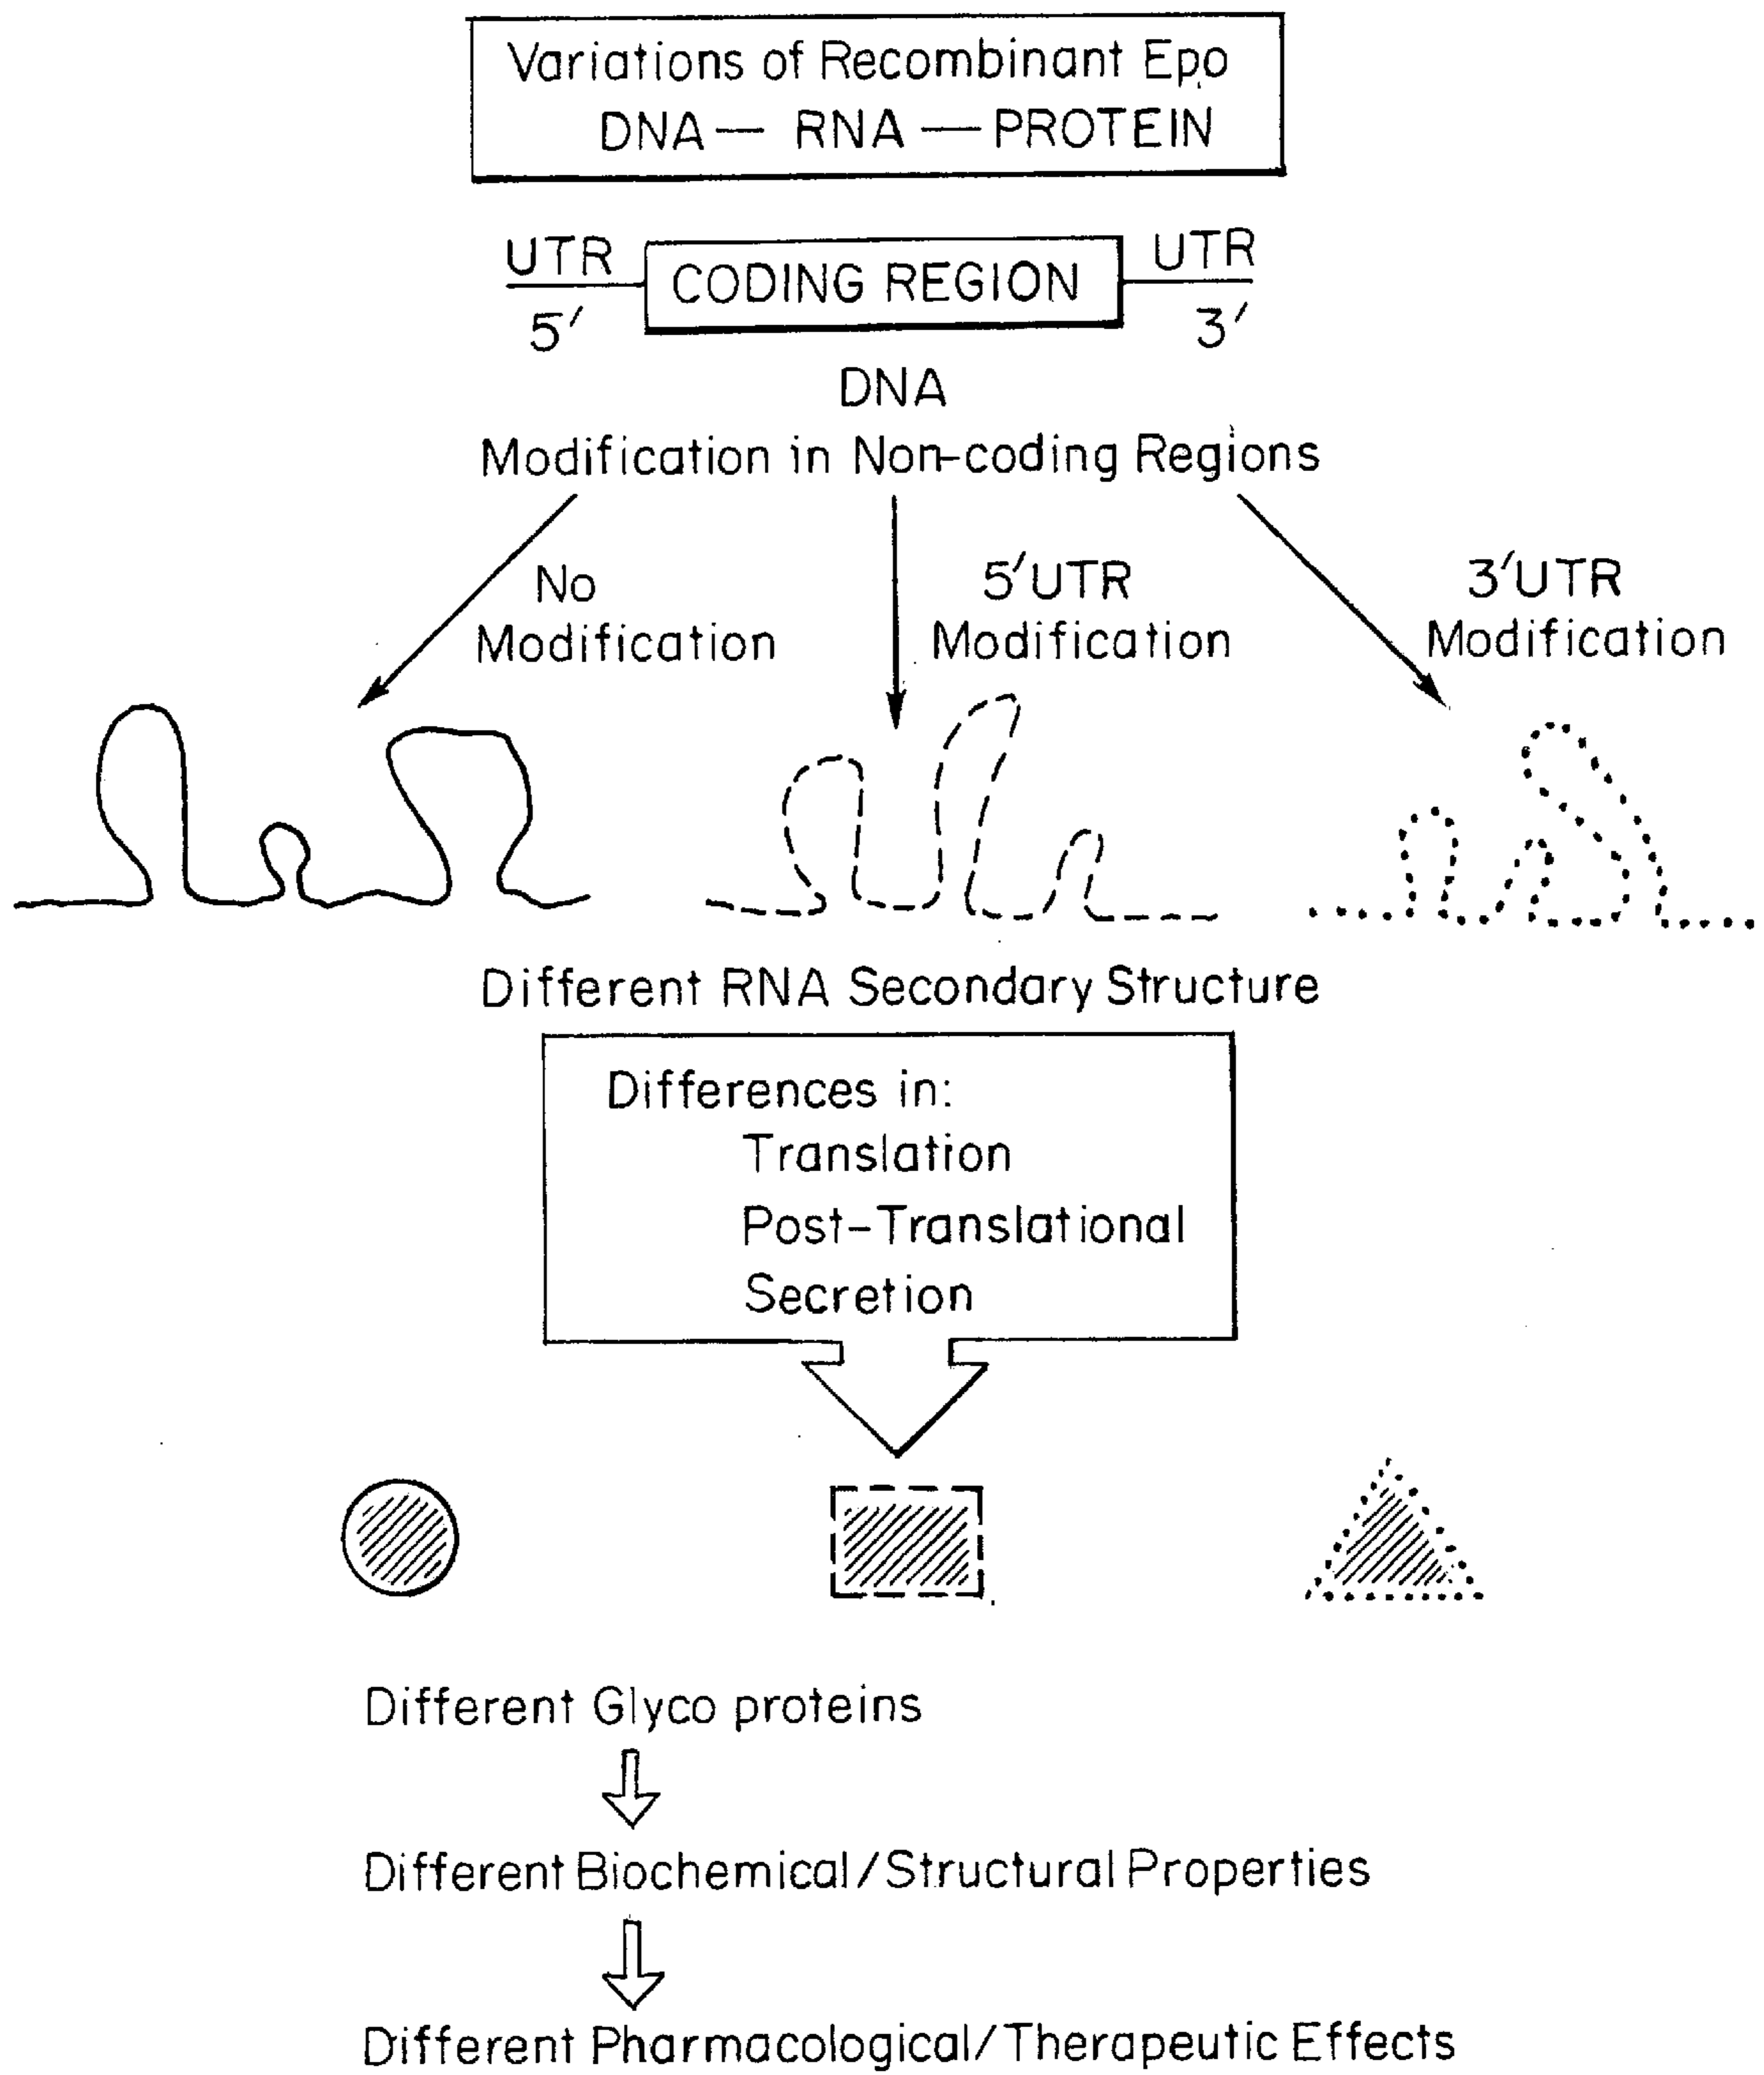 Variations of Recombinant Epo
DNA — RNA — PROTEIN
UTR CODING REGION UTR
5′ 3′
DNA
Modification in Non-coding Regions
No
Modification
5′UTR
Modification
3′UTR
Modification
Different RNA Secondary Structure
Differences in:
Translation
Post-Translational
Secretion
Different Glyco proteins
Different Biochemical/Structural Properties
Different Pharmacological/Therapeutic Effects